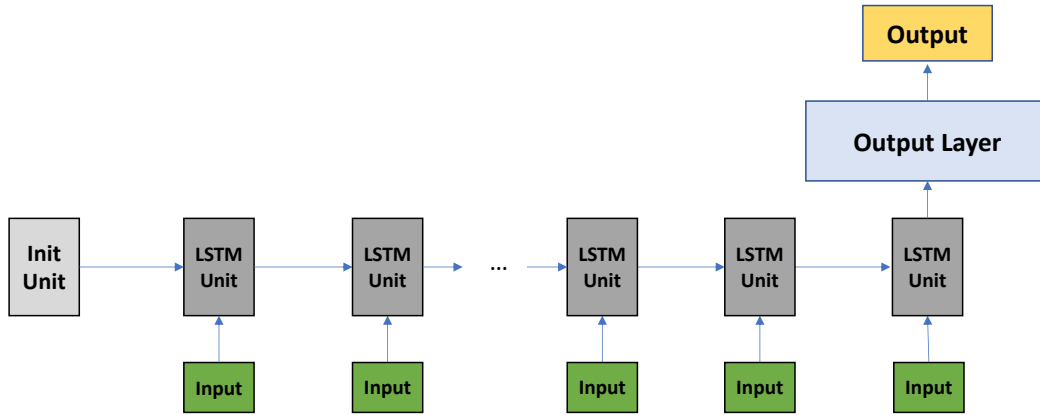 Output
Output Layer
Init
Unit
LSTM
Unit
LSTM
Unit
...
LSTM
Unit
LSTM
Unit
LSTM
Unit
Input
Input
Input
Input
Input